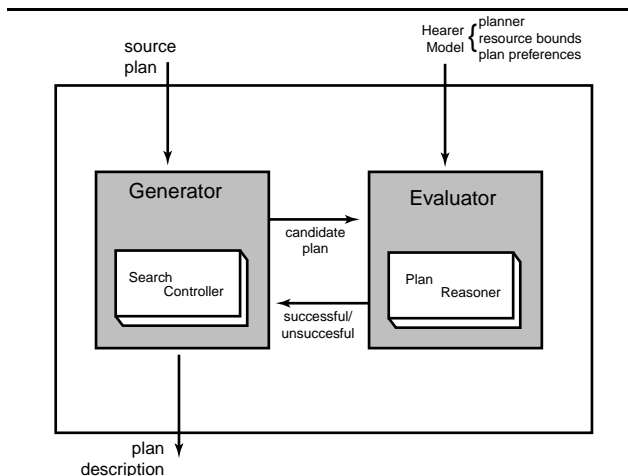 source
plan
Hearer
Model
{
planner
resource bounds
plan preferences
Generator
Evaluator
candidate
plan
Search
Controller
Plan
Reasoner
successful/
unsuccesful
plan
description